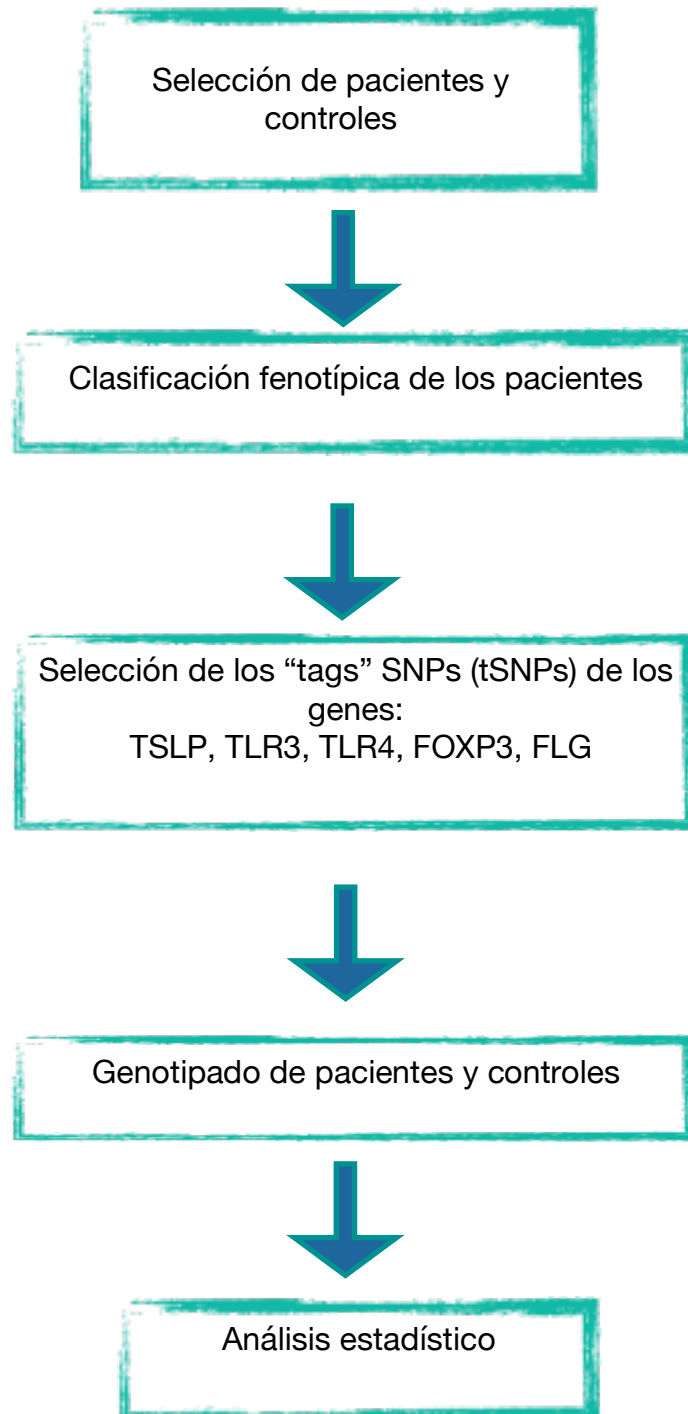 Selección de pacientes y
controles
Clasificación fenotípica de los pacientes
Selección de los “tags” SNPs (tSNPs) de los
genes:
TSLP, TLR3, TLR4, FOXP3, FLG
Genotipado de pacientes y controles
Análisis estadístico